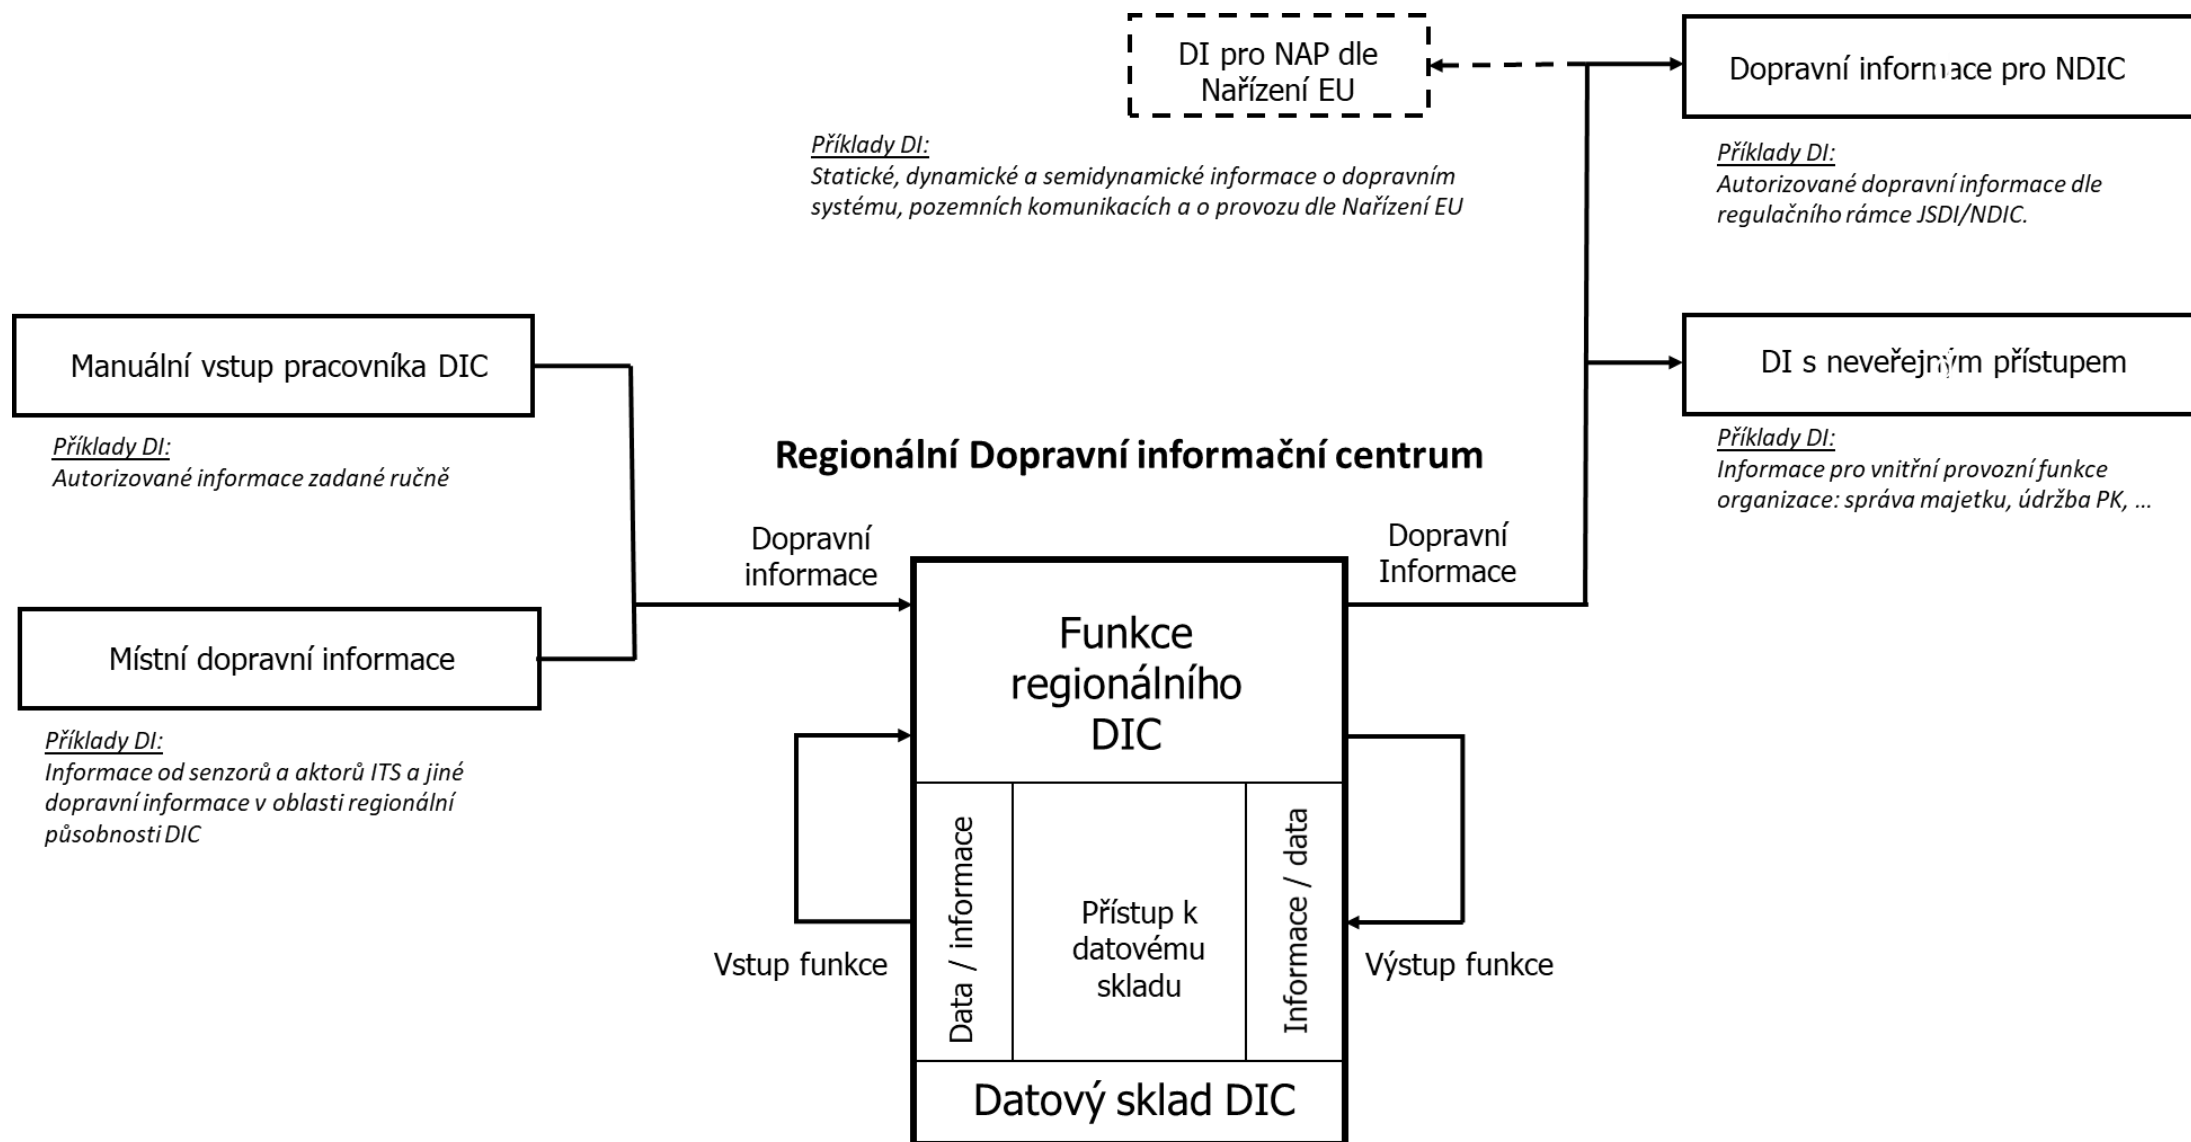 DI pro NAP dle
Nařízení EU
Dopravní informace pro NDIC
Příklady DI:
Statické, dynamické a semidynamické informace o dopravním
systému, pozemních komunikacích a o provozu dle Nařízení EU
Příklady DI:
Autorizované dopravní informace dle
regulačního rámce JSDI/NDIC.
Manuální vstup pracovníka DIC
Příklady DI:
Autorizované informace zadané ručně
DI s neveřejným přístupem
Příklady DI:
Informace pro vnitřní provozní funkce
organizace: správa majetku, údržba PK, ...
Regionální Dopravní informační centrum
Dopravní
informace
Dopravní
Informace
Místní dopravní informace
Příklady DI:
Informace od senzorů a aktorů ITS a jiné
dopravní informace v oblasti regionální
působnosti DIC
Funkce
regionálního
DIC
Vstup funkce
Data / informace
Přístup k
datovému
skladu
Informace / data
Výstup funkce
Datový sklad DIC